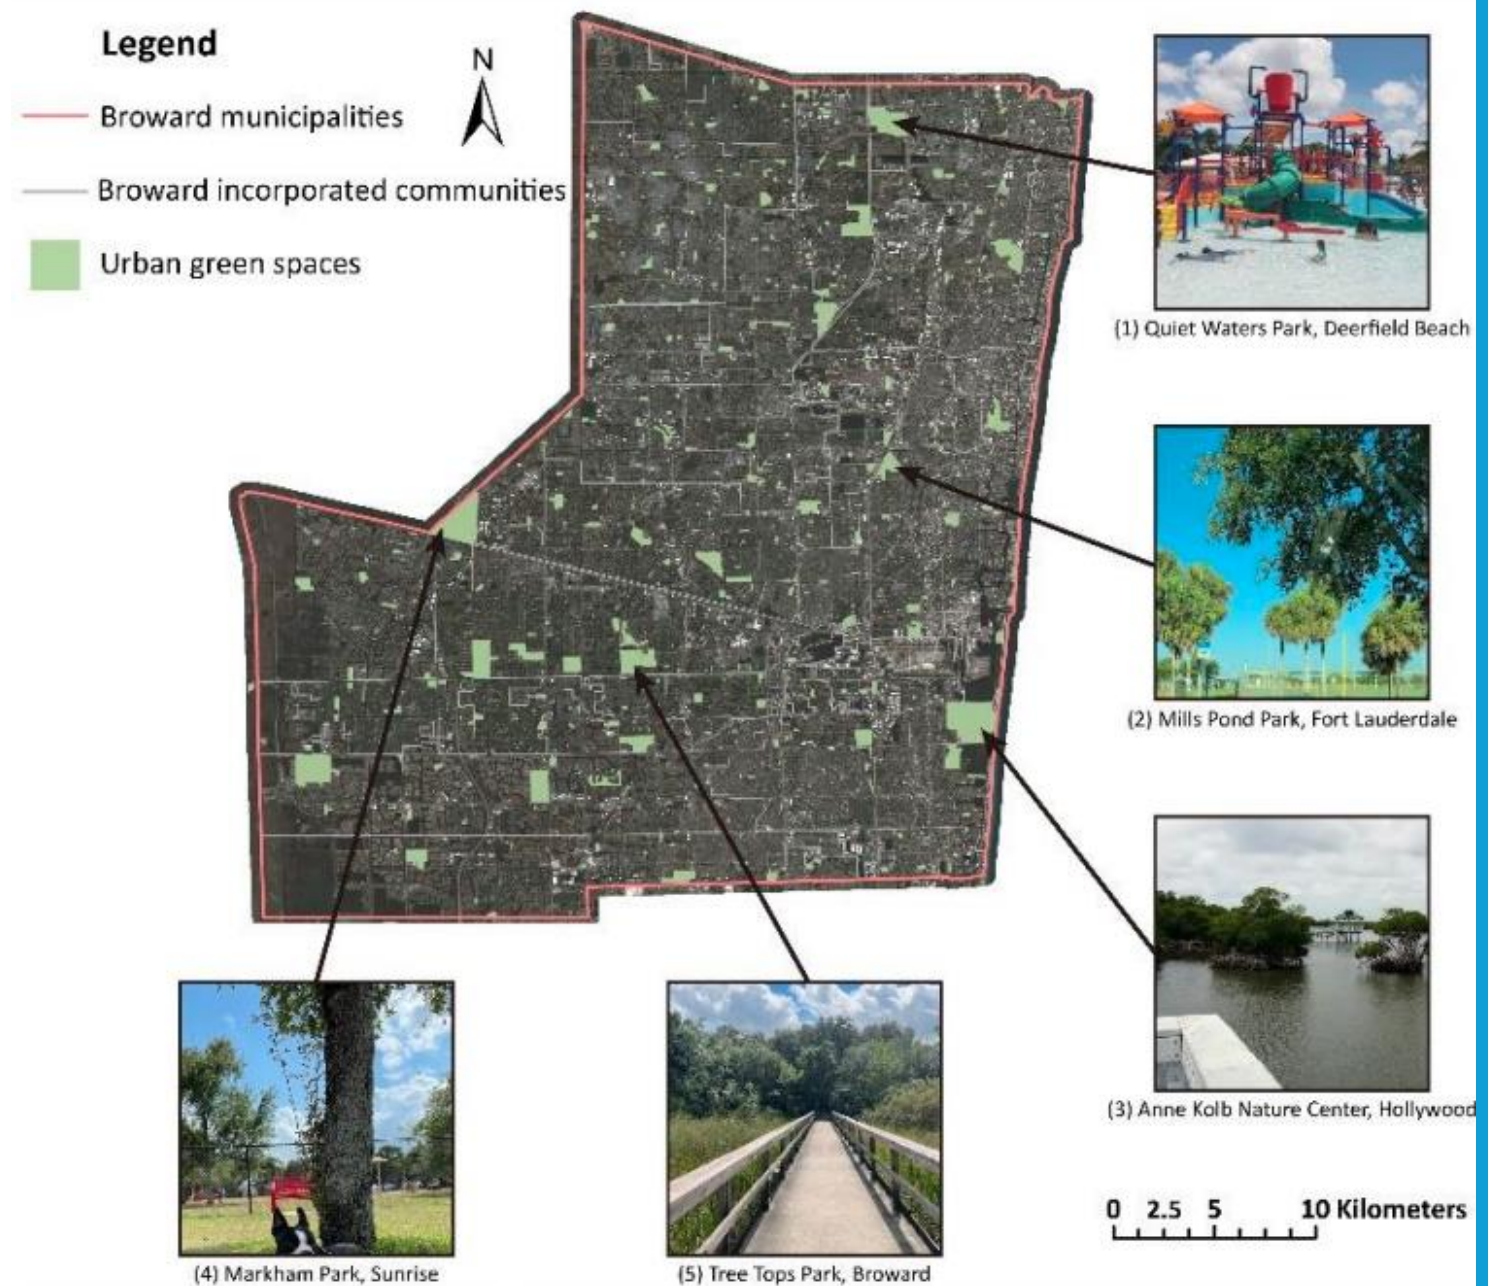 Legend
N
Broward municipalities
Broward incorporated communities
Urban green spaces
(1) Quiet Waters Park, Deerfield Beach
(2) Mills Pond Park, Fort Lauderdale
(3) Anne Kolb Nature Center, Hollywood
0 2.5 5 10 Kilometers
(4) Markham Park, Sunrise
(5) Tree Tops Park, Broward